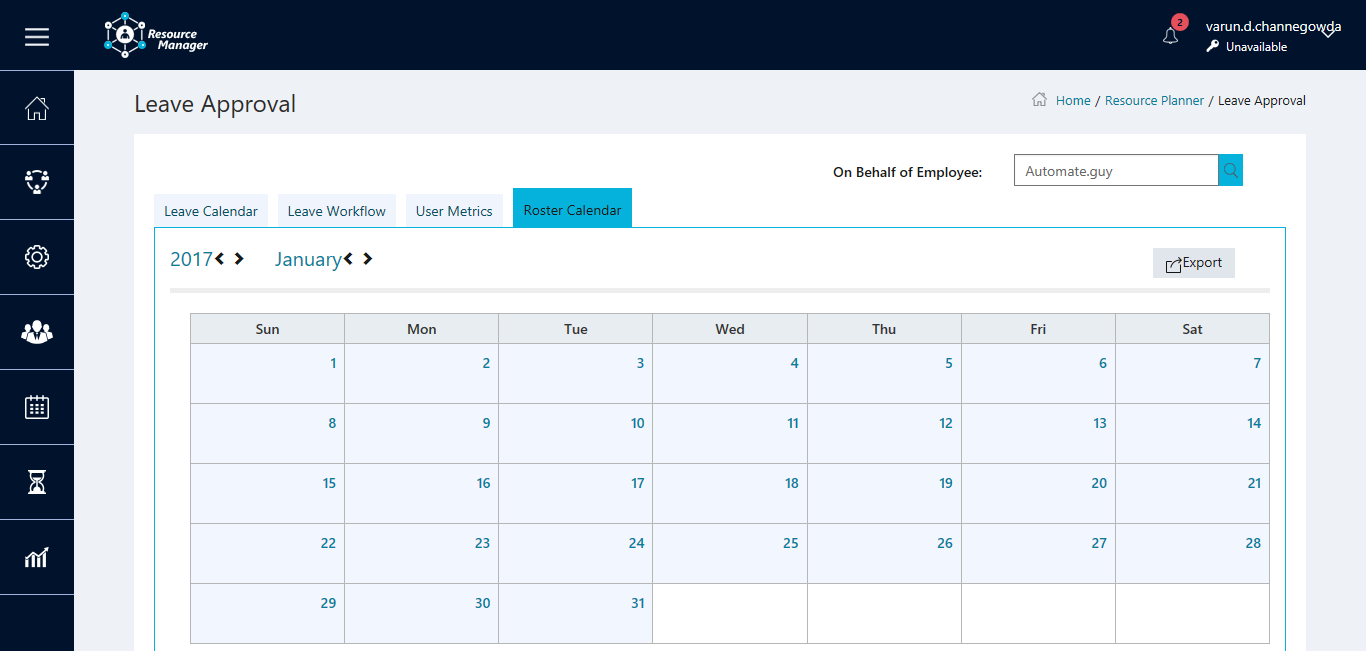 Resource
Manager
2
varun.d.channegowda
Unavailable
Leave Approval
Home / Resource Planner / Leave Approval
On Behalf of Employee:
Automate.guy
Leave Calendar
Leave Workflow
User Metrics
Roster Calendar
2017
January
Export
Sun Mon Tue Wed Thu Fri Sat
1 2 3 4 5 6 7
8 9 10 11 12 13 14
15 16 17 18 19 20 21
22 23 24 25 26 27 28
29 30 31